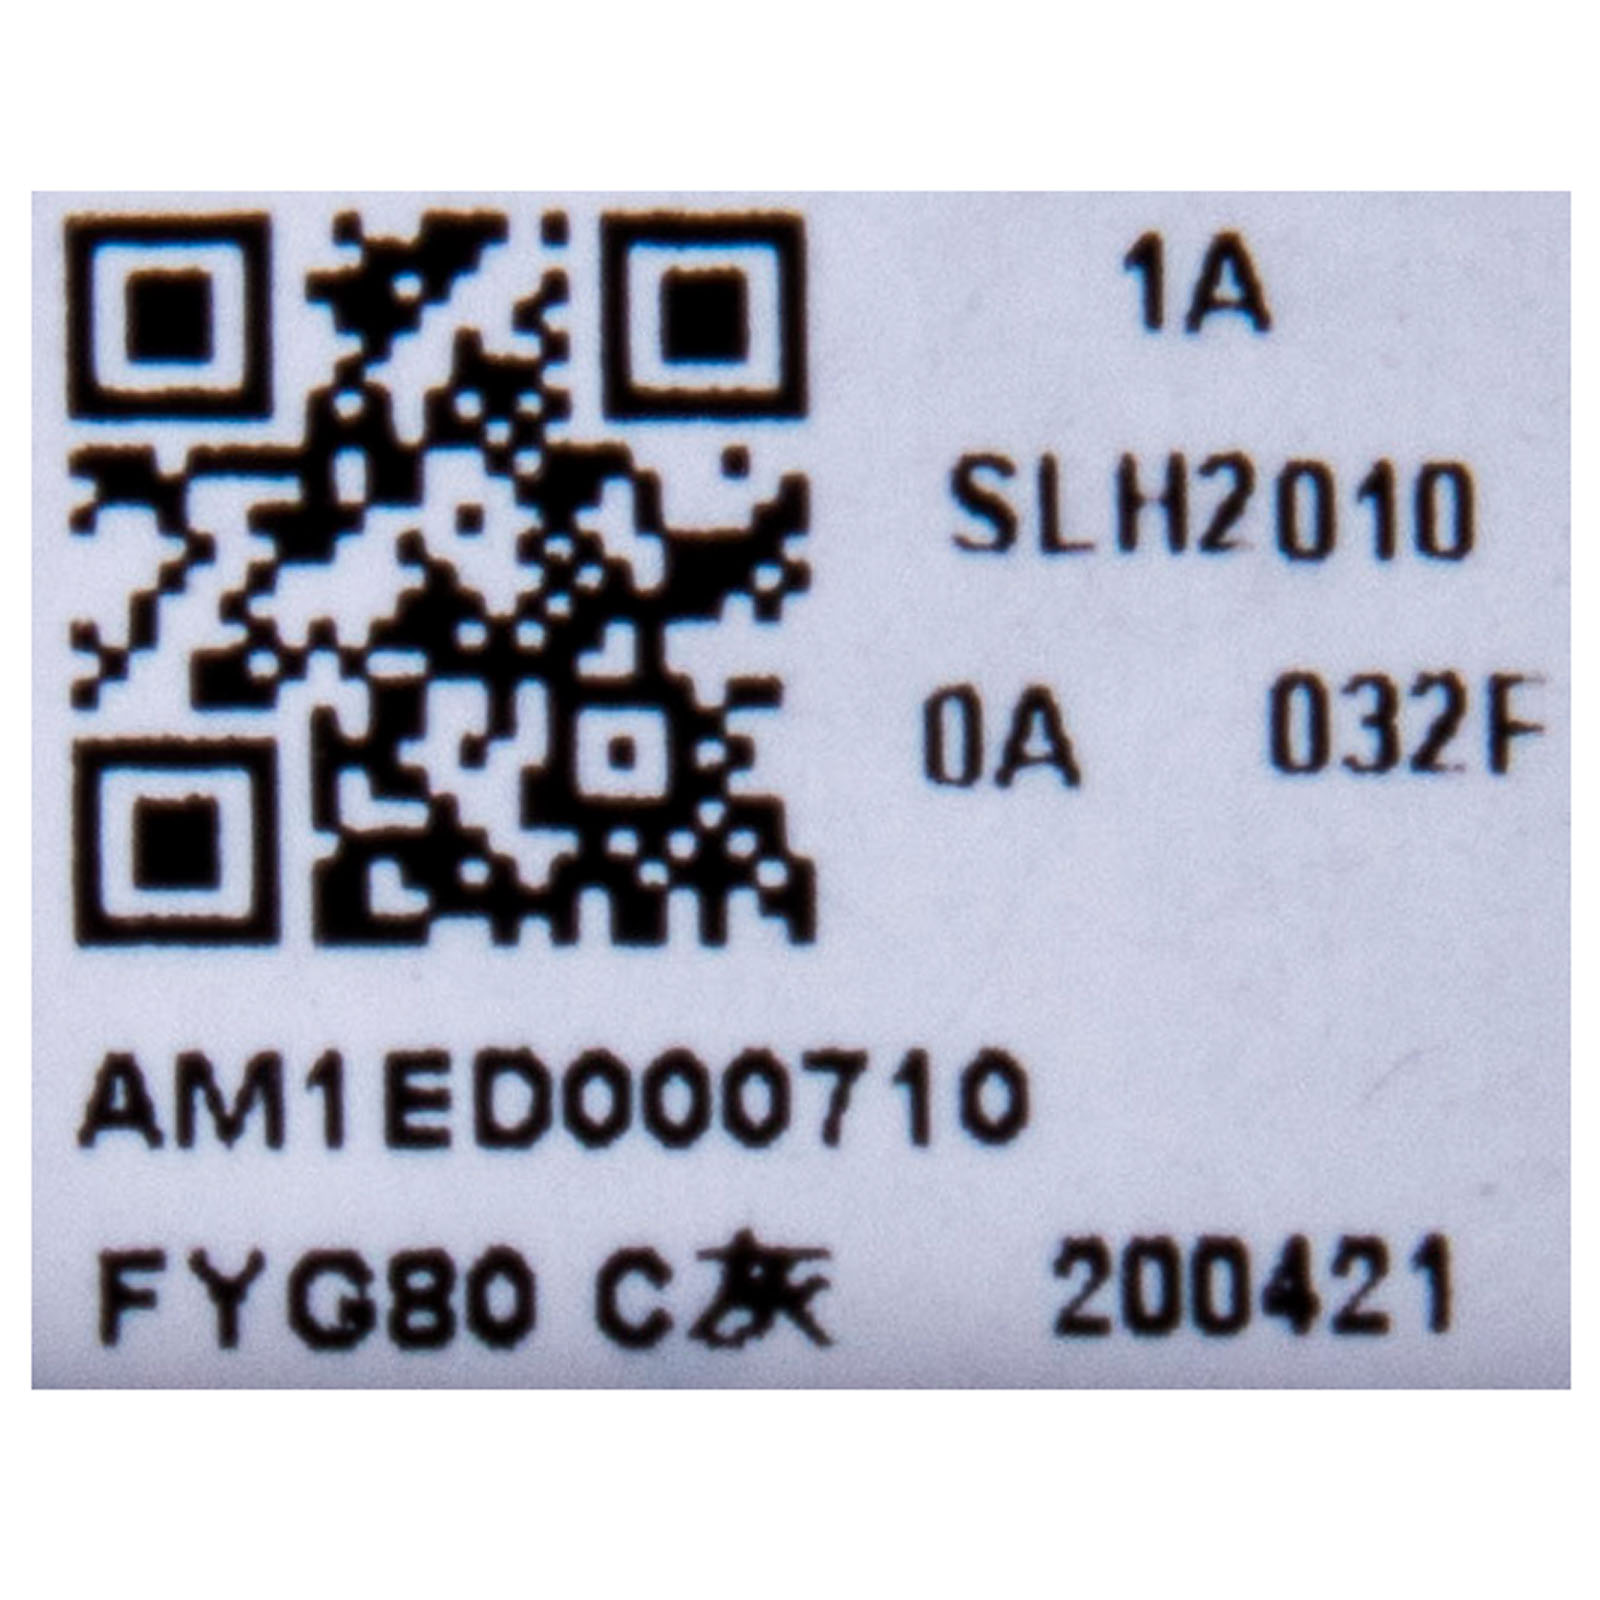 1A
SLH2010
0A 032F
AM1ED000710
FYG80 C灰 200421